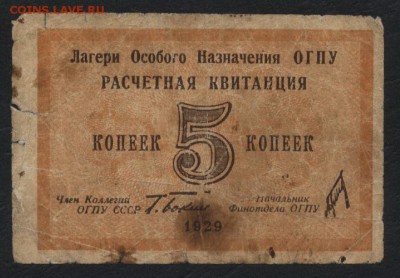 COINS.LAVE.RU
Лагери Особого Назначения ОГПУ
РАСЧЕТНАЯ КВИТАНЦИЯ
КОПЕЕК 5 КОПЕЕК
Член Коллегии
ОГПУ СССР
Начальник
Финотдела ОГПУ
1929